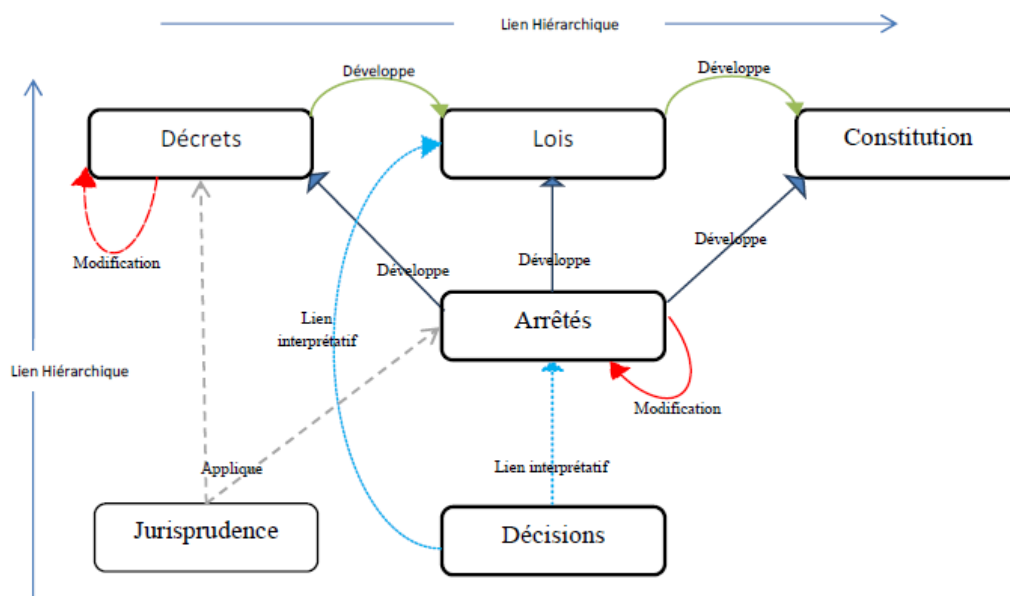 Lien Hiérarchique
Développe
Développe
Décrets
Lois
Constitution
Modification
Développe
Développe
Développe
Lien
interprétatif
Arrêtés
Lien Hiérarchique
Modification
Applique
Lien interprétatif
Jurisprudence
Décisions